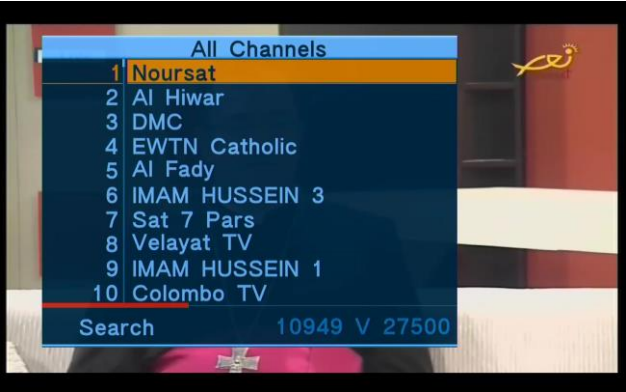 All Channels
1 Noursat
2 Al Hiwar
3 DMC
4 EWTN Catholic
5 Al Fady
6 IMAM HUSSEIN 3
7 Sat 7 Pars
8 Velayat TV
9 IMAM HUSSEIN 1
10 Colombo TV
Search 10949 V 27500